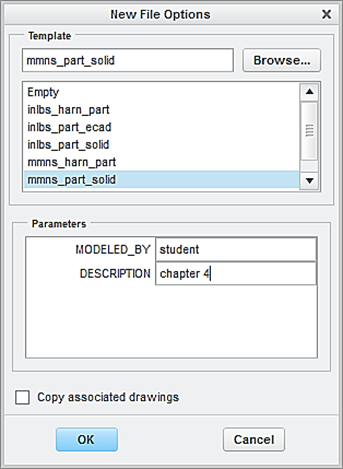 New File Options
Template
mmns_part_solid
Browse...
Empty
inlbs_harn_part
inlbs_part_ecad
inlbs_part_solid
mmns_harn_part
mmns_part_solid
Parameters
MODELED_BY student
DESCRIPTION chapter 4
Copy associated drawings
OK Cancel